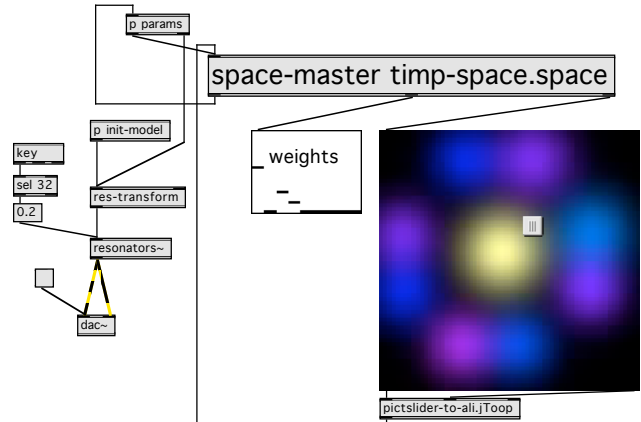 p params
space-master timp-space.space
p init-model
weights
key
sel 32
res-transform
0.2
resonators~
dac~
pictslider-to-ali.jToop